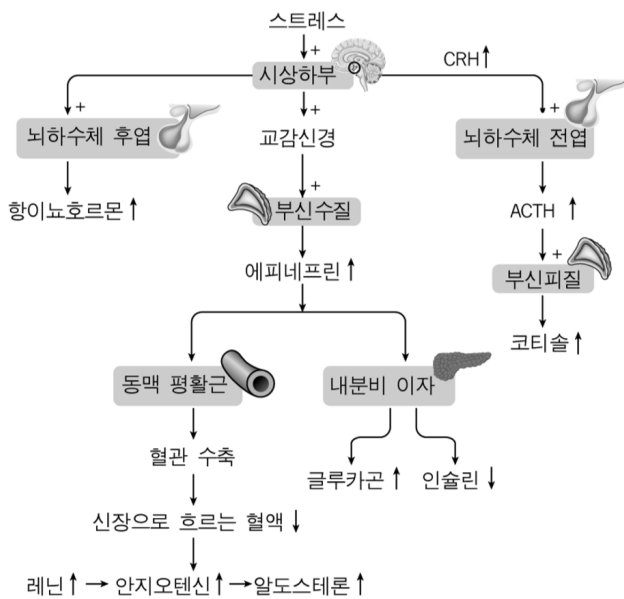 스트레스
+
시상하부
CRH↑
+
+
+
뇌하수체 후엽
교감신경
뇌하수체 전엽
+
항이뇨호르몬↑
부신수질
ACTH ↑
+
에피네프린↑
부신피질
코티솔↑
동맥 평활근
내분비 이자
혈관 수축
글루카곤↑
인슐린↓
신장으로 흐르는 혈액↓
레닌↑→안지오텐신↑→알도스테론↑